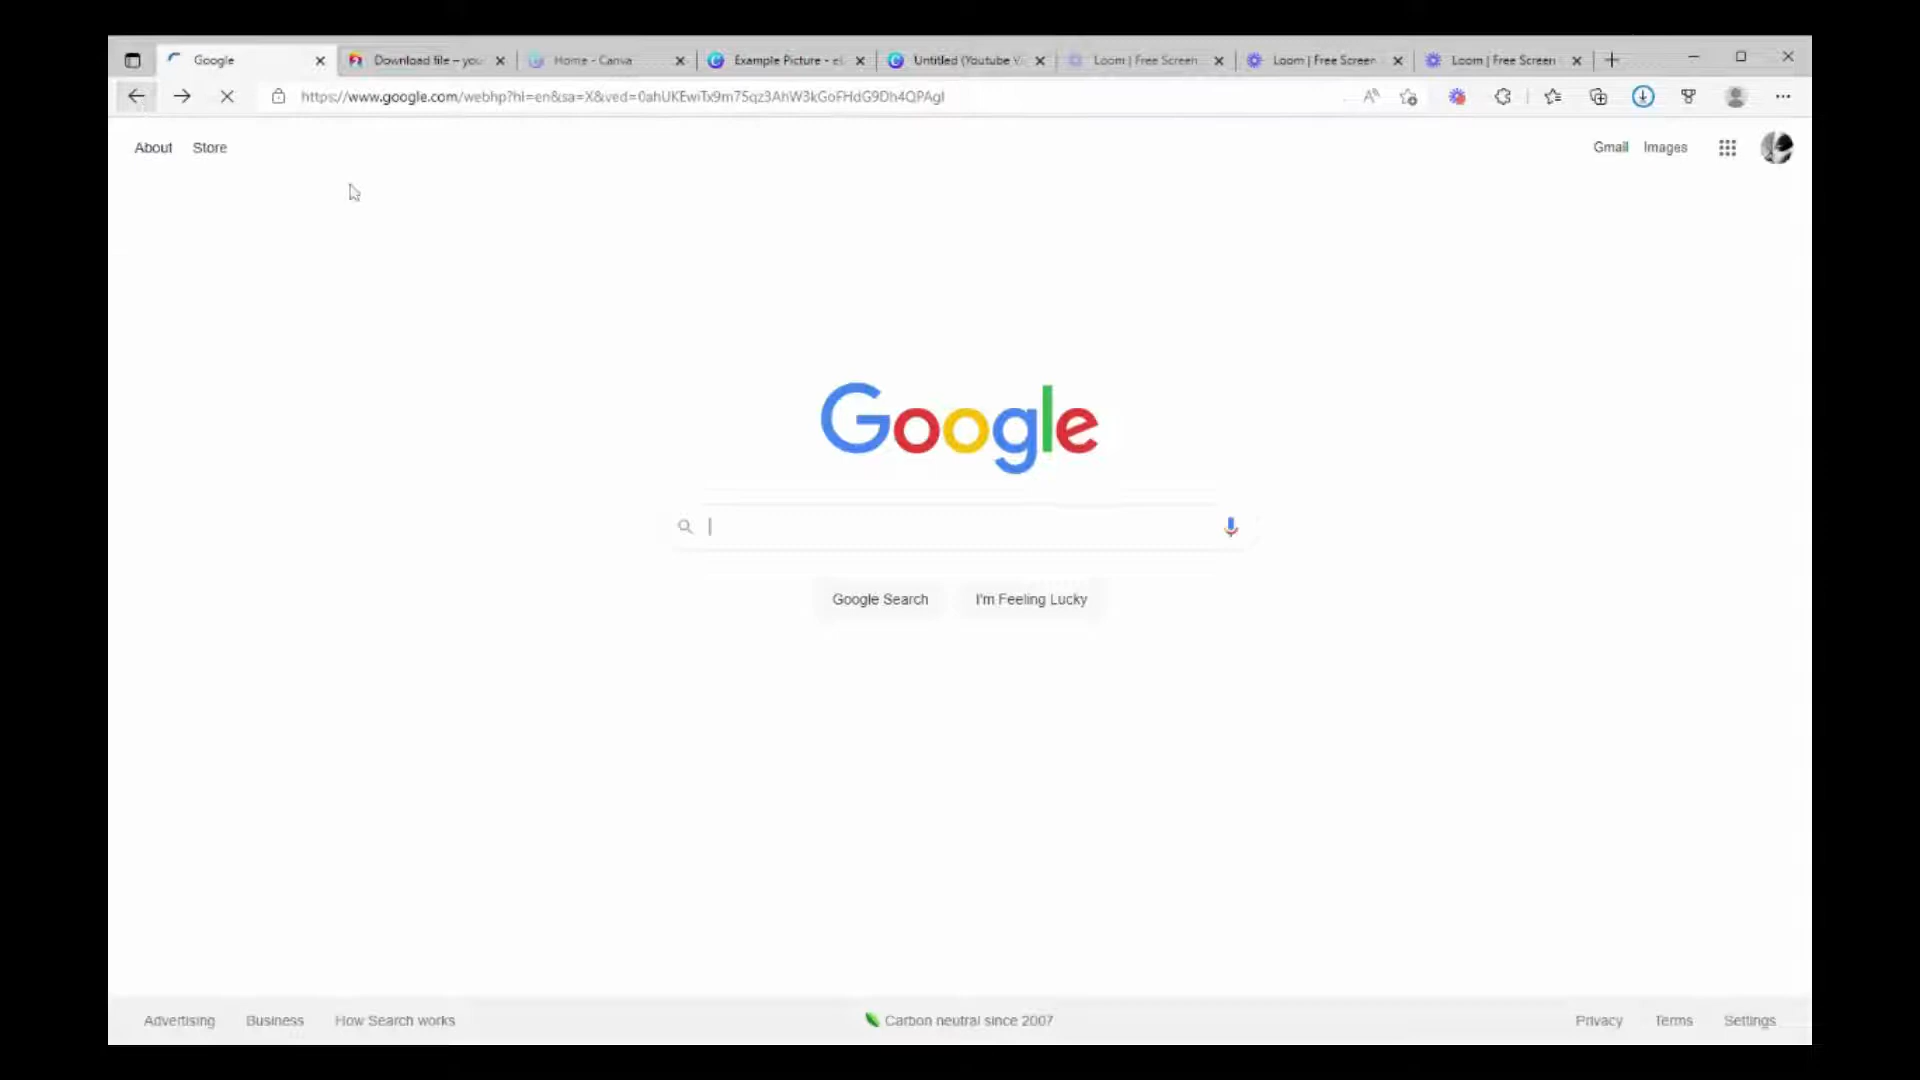 Google
Download file – you
Home - Canva
Example Picture - el
Untitled (Youtube V
Loom | Free Screen
Loom | Free Screen
Loom | Free Screen
https://www.google.com/webhp?hl=en&sa=X&ved=0ahUKEwiTx9m75qz3AhW3kGoFHdG9Dh4QPAgI
About Store
Gmail Images
Google
Google Search I'm Feeling Lucky
Advertising Business How Search works
Carbon neutral since 2007
Privacy Terms Settings